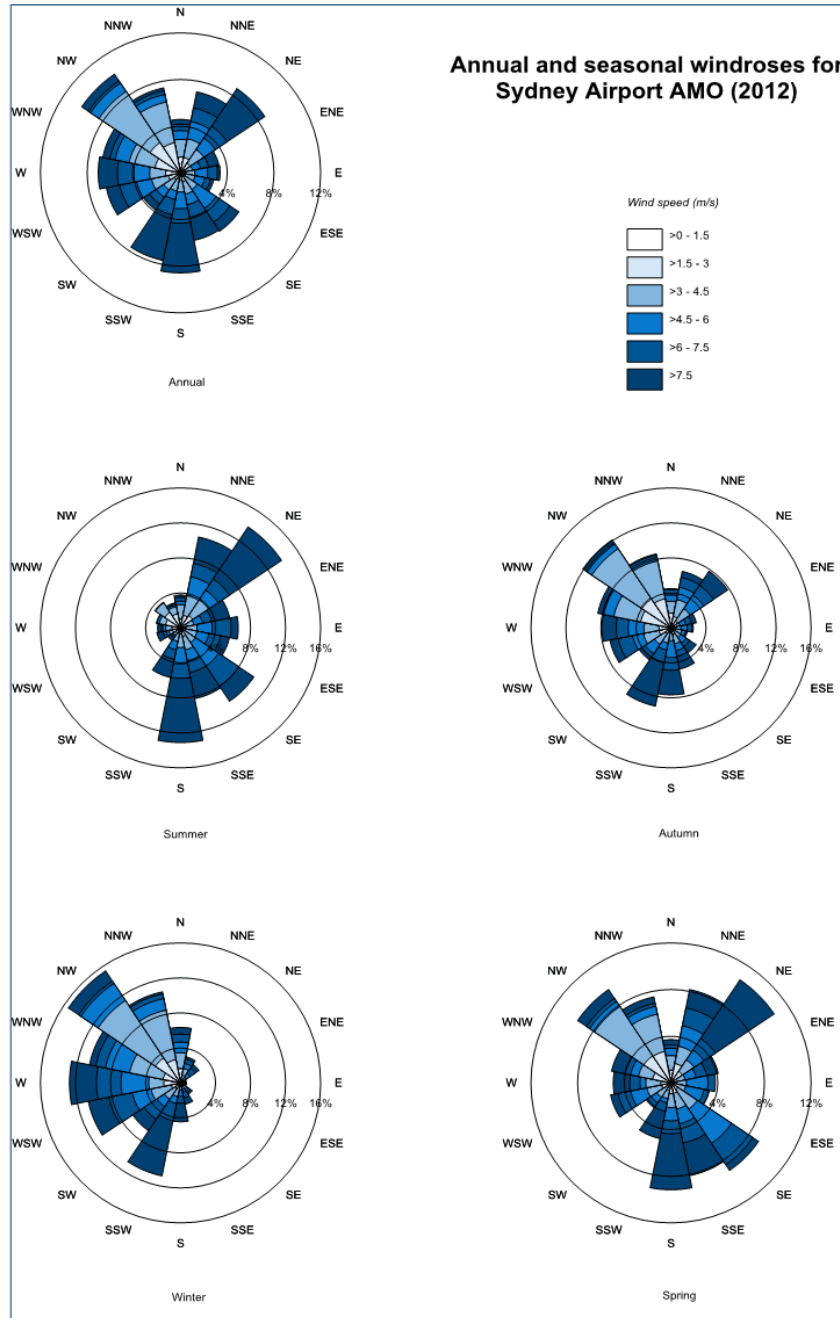 Annual and seasonal windroses for
Sydney Airport AMO (2012)
N
NNW
NNE
NW
NE
WNW
ENE
W
E
4%
8%
12%
WSW
ESE
SW
SE
SSW
SSE
S
Annual
Wind speed (m/s)
>0 - 1.5
>1.5 - 3
>3 - 4.5
>4.5 - 6
>6 - 7.5
>7.5
N
NNW
NNE
NW
NE
WNW
ENE
W
E
4%
8%
12%
16%
WSW
ESE
SW
SE
SSW
SSE
S
Summer
N
NNW
NNE
NW
NE
WNW
ENE
W
E
4%
8%
12%
16%
WSW
ESE
SW
SE
SSW
SSE
S
Autumn
N
NNW
NNE
NW
NE
WNW
ENE
W
E
4%
8%
12%
16%
WSW
ESE
SW
SE
SSW
SSE
S
Winter
N
NNW
NNE
NW
NE
WNW
ENE
W
E
4%
8%
12%
WSW
ESE
SW
SE
SSW
SSE
S
Spring